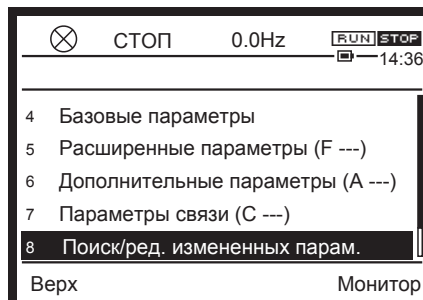 СТОП 0.0Hz RUN STOP
14:36
4 Базовые параметры
5 Расширенные параметры (F ---)
6 Дополнительные параметры (A ---)
7 Параметры связи (C ---)
8 Поиск/ред. измененных парам.
Верх Монитор